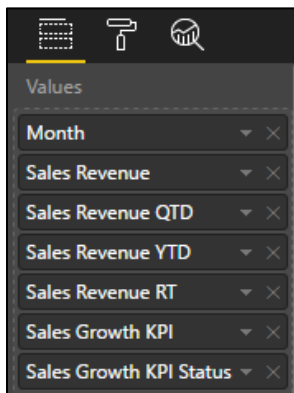 Values
Month
Sales Revenue
Sales Revenue QTD
Sales Revenue YTD
Sales Revenue RT
Sales Growth KPI
Sales Growth KPI Status